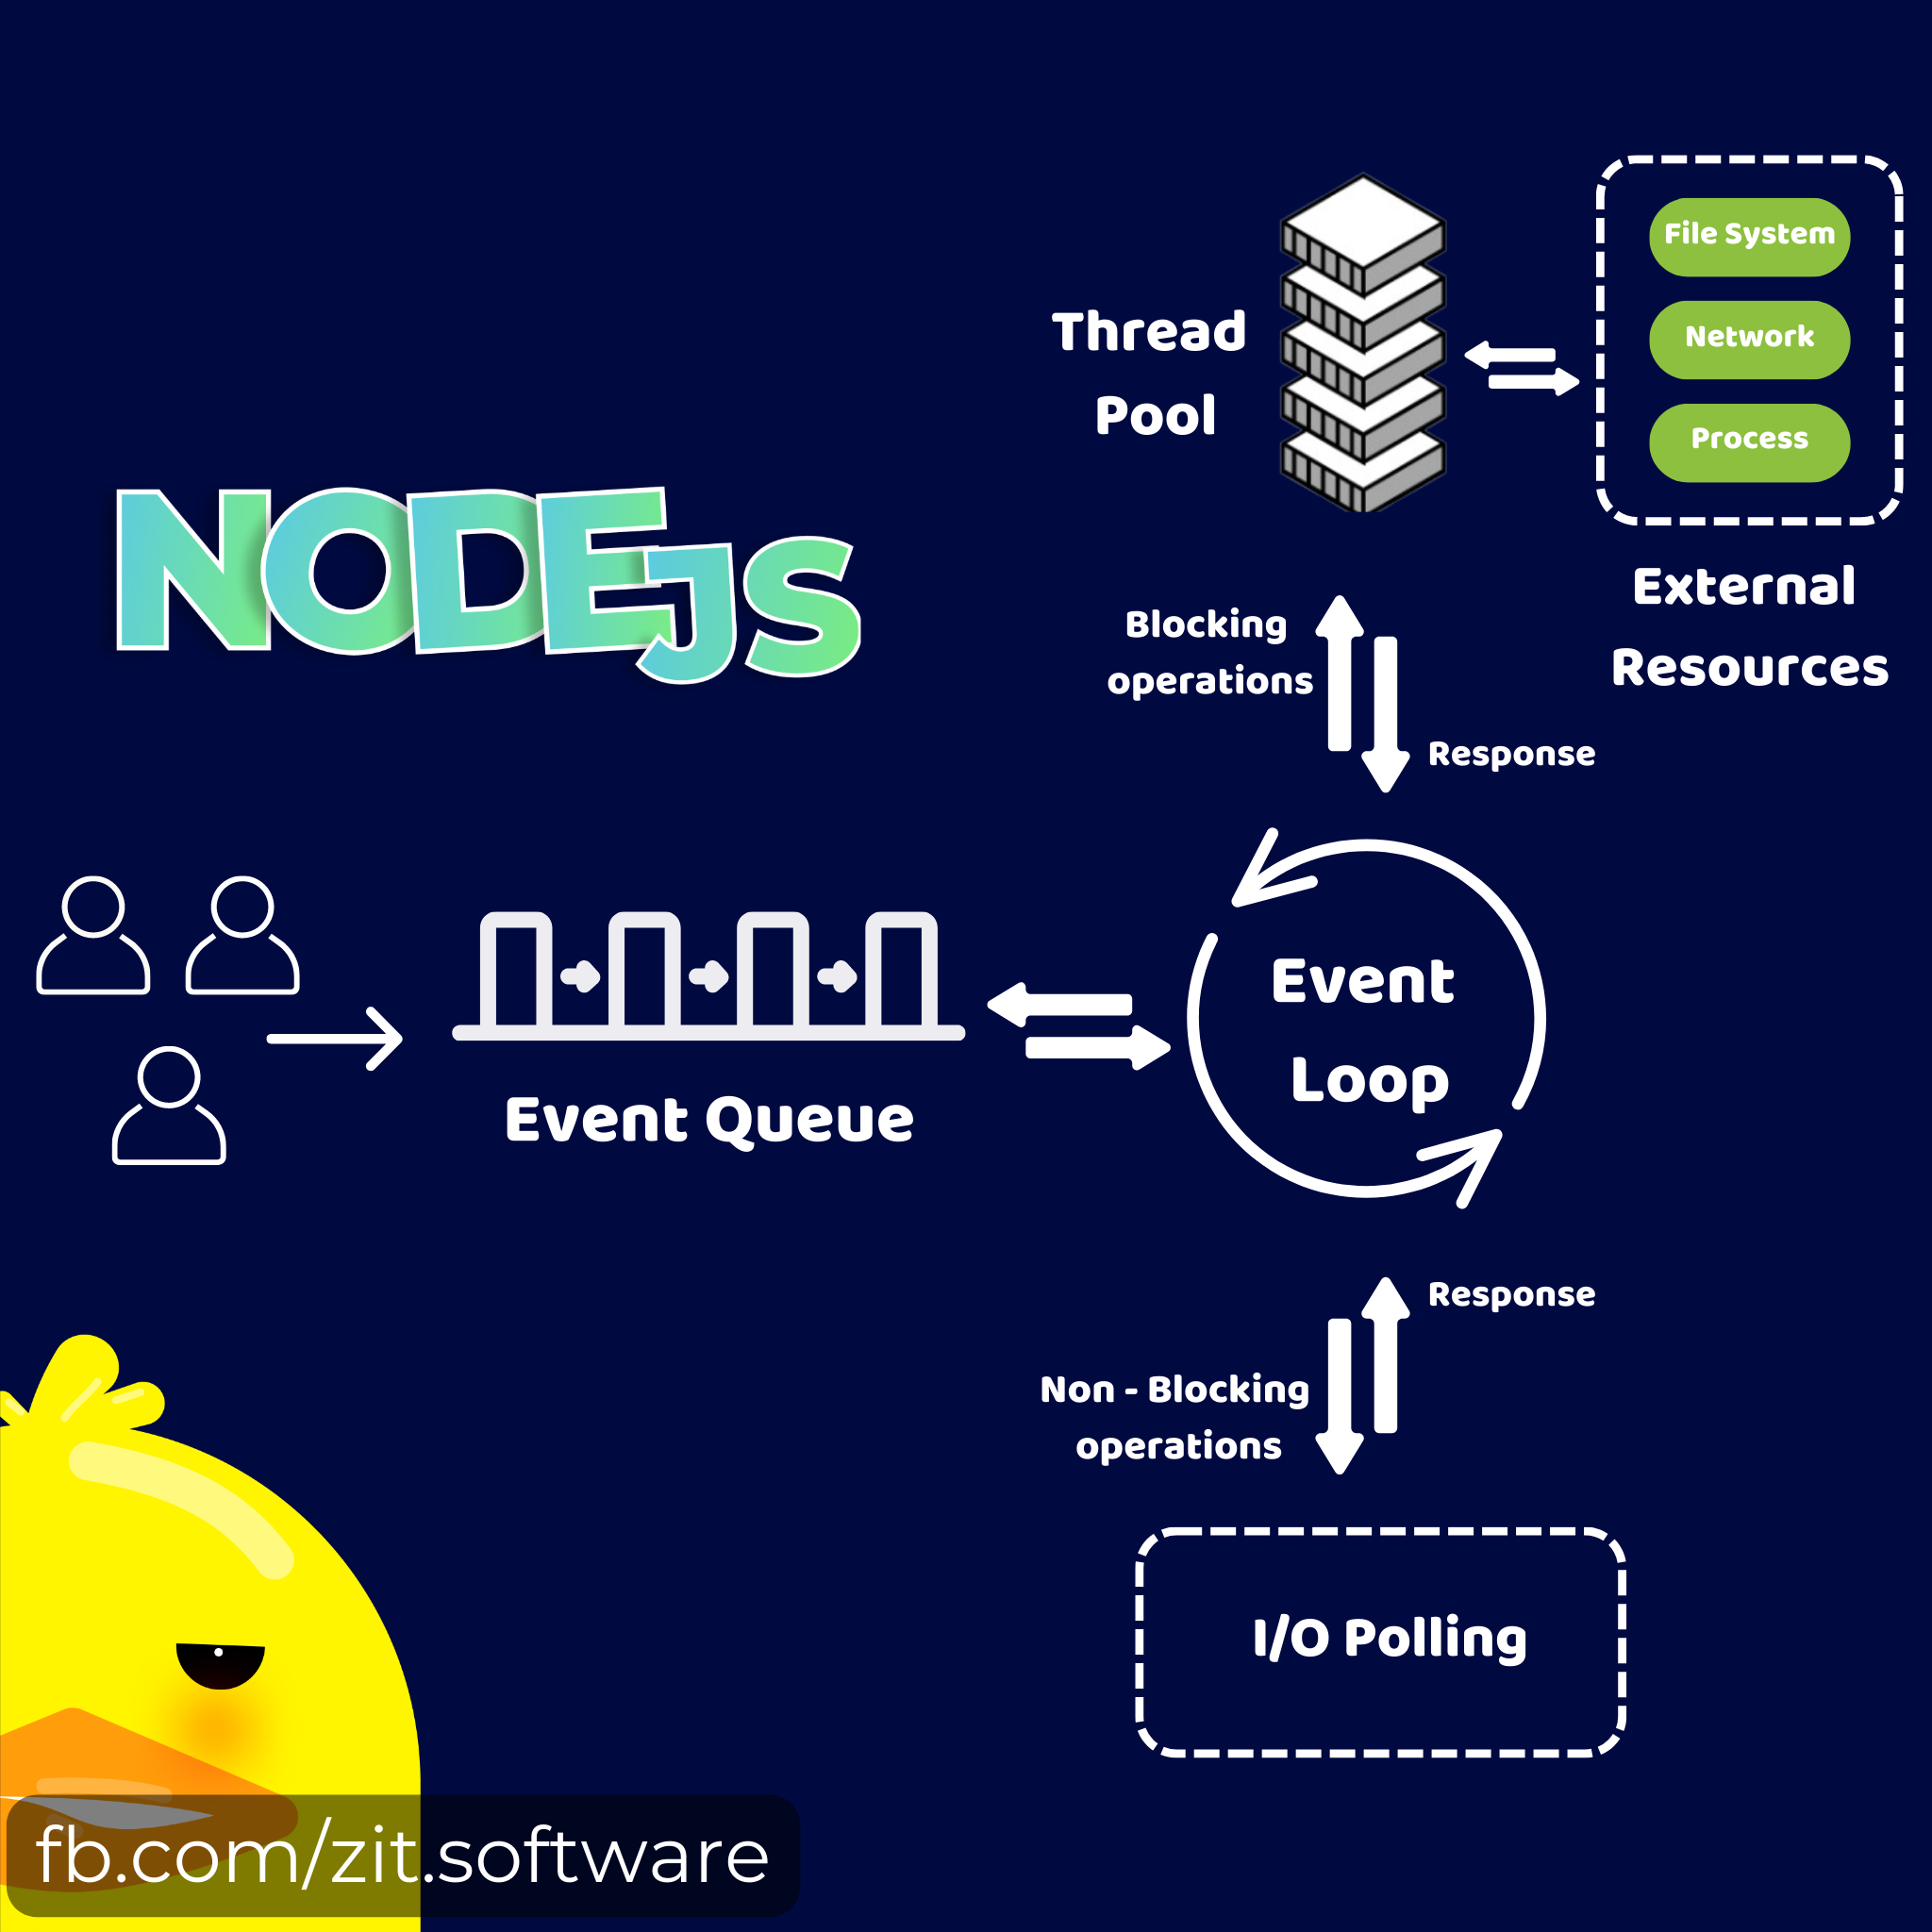 NODEJS
Thread
Pool
File System
Network
Process
External
Resources
Blocking
operations
Response
Event Queue
Event
Loop
Response
Non - Blocking
operations
I/O Polling
fb.com/zit.software